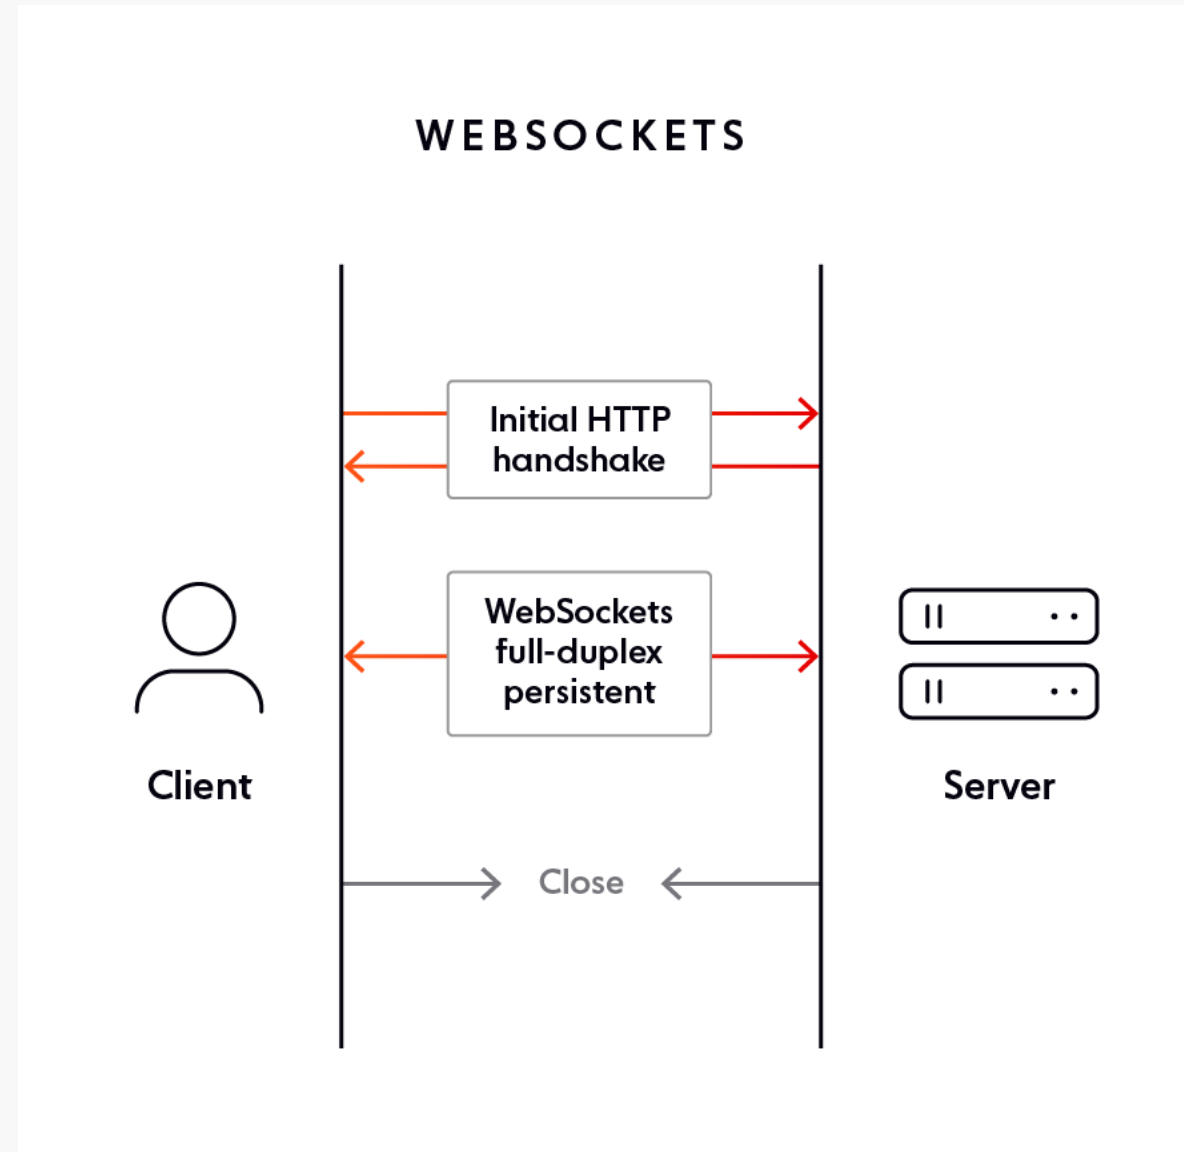 WEBSOCKETS
Initial HTTP
handshake
WebSockets
full-duplex
persistent
Client
Server
Close